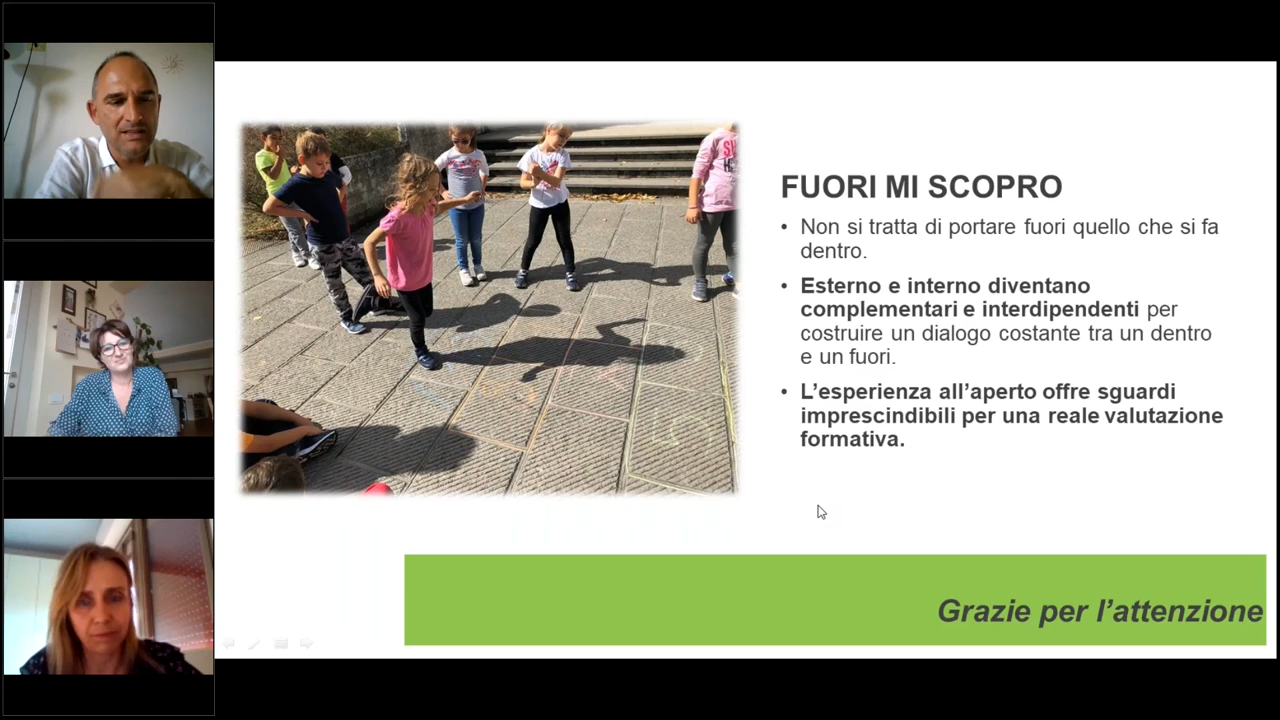 FUORI MI SCOPRO
• Non si tratta di portare fuori quello che si fa
dentro.
• Esterno e interno diventano
complementari e interdipendenti per
costruire un dialogo costante tra un dentro
e un fuori.
• L’esperienza all’aperto offre sguardi
imprescindibili per una reale valutazione
formativa.
Grazie per l’attenzione